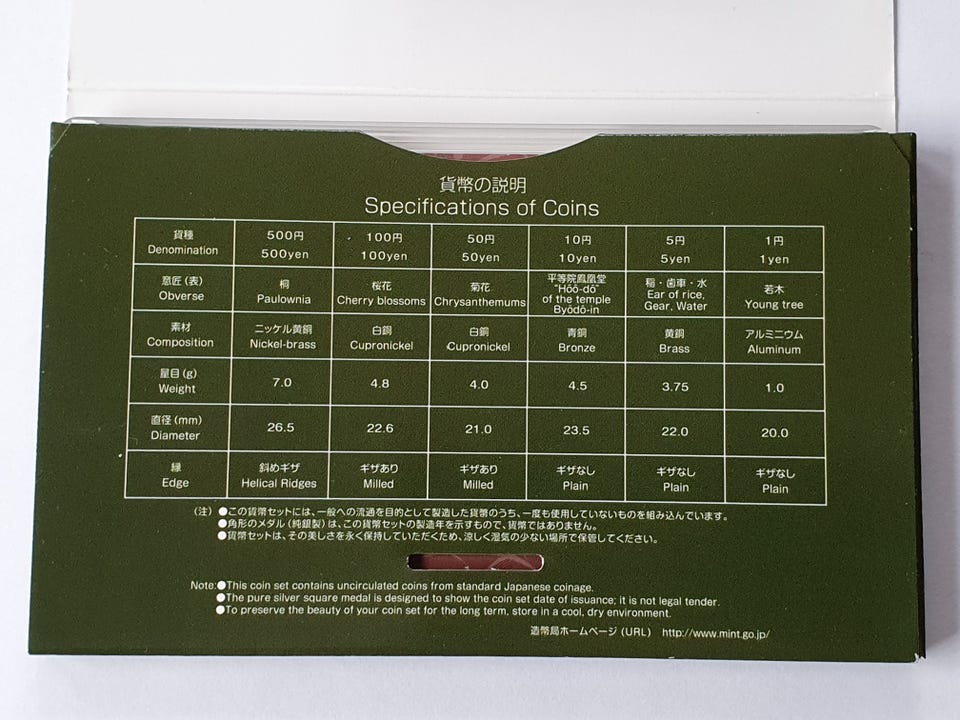 貨幣の説明
Specifications of Coins
貨種 500円 100円 50円 10円 5円 1円
Denomination 500yen 100yen 50yen 10yen 5yen 1yen
意匠(表) 桐 桜花 菊花 平等院鳳凰堂 稲・歯車・水 若木
Obverse Paulownia Cherry blossoms Chrysanthemums "Hōō-dō" of the temple Byōdō-in Ear of rice, Gear, Water Young tree
素材 ニッケル黄銅 白銅 白銅 青銅 黄銅 アルミニウム
Composition Nickel-brass Cupronickel Cupronickel Bronze Brass Aluminum
量目(g)
Weight 7.0 4.8 4.0 4.5 3.75 1.0
直径(mm)
Diameter 26.5 22.6 21.0 23.5 22.0 20.0
縁 斜めギザ ギザあり ギザあり ギザなし ギザなし ギザなし
Edge Helical Ridges Milled Milled Plain Plain Plain
(注)●この貨幣セットには、一般への流通を目的として製造した貨幣のうち、一度も使用していないものを組み込んでいます。
●角形のメダル(純銀製)は、この貨幣セットの製造年を示すもので、貨幣ではありません。
●貨幣セットは、その美しさを永く保持していただくため、涼しく湿気の少ない場所で保管してください。
Note:●This coin set contains uncirculated coins from standard Japanese coinage.
●The pure silver square medal is designed to show the coin set date of issuance; it is not legal tender.
●To preserve the beauty of your coin set for the long term, store in a cool, dry environment.
造幣局ホームページ(URL) http://www.mint.go.jp/